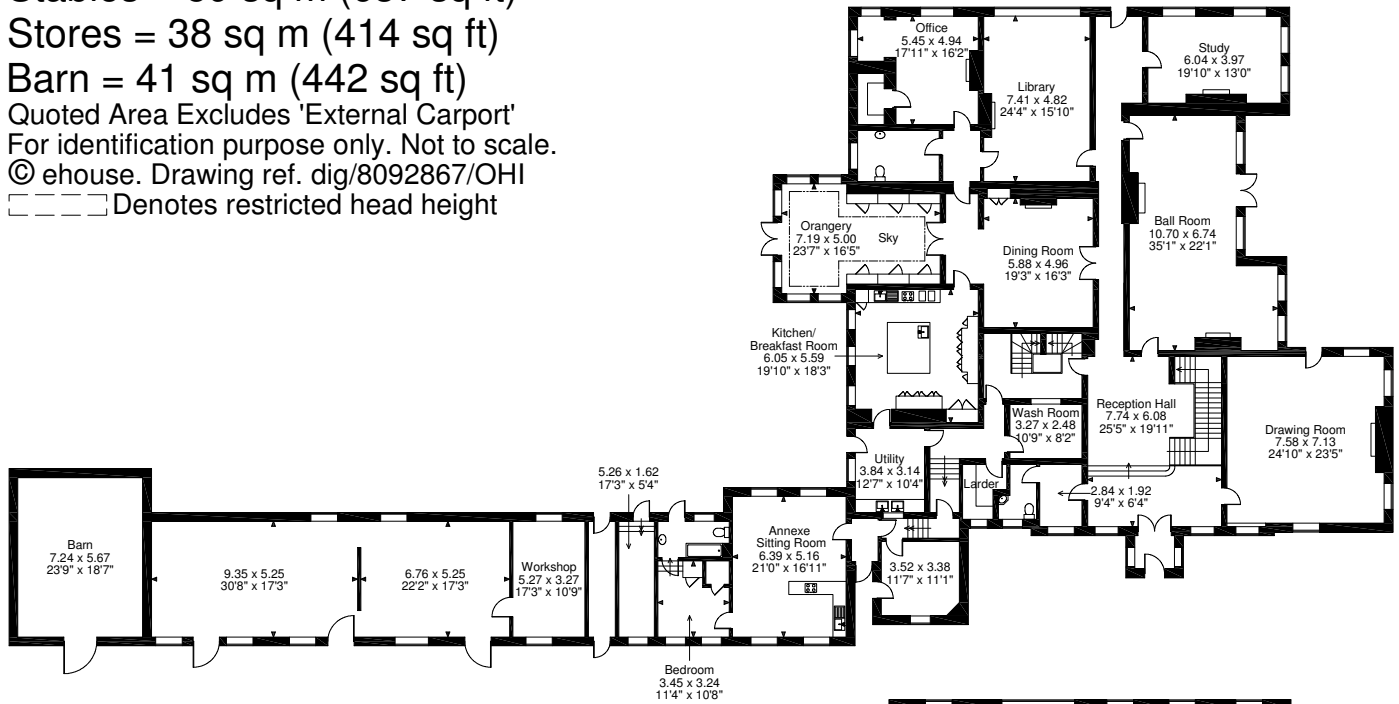 Stores = 38 sq m (414 sq ft)
Barn = 41 sq m (442 sq ft)
Quoted Area Excludes 'External Carport'
For identification purpose only. Not to scale.
© ehouse. Drawing ref. dig/8092867/OHI
Denotes restricted head height
Office
5.45 x 4.94
17'11" x 16'2"
Library
7.41 x 4.82
24'4" x 15'10"
Study
6.04 x 3.97
19'10" x 13'0"
Orangery
7.19 x 5.00
23'7" x 16'5"
Sky
Dining Room
5.88 x 4.96
19'3" x 16'3"
Ball Room
10.70 x 6.74
35'1" x 22'1"
Kitchen/
Breakfast Room
6.05 x 5.59
19'10" x 18'3"
Wash Room
3.27 x 2.48
10'9" x 8'2"
Reception Hall
7.74 x 6.08
25'5" x 19'11"
Drawing Room
7.58 x 7.13
24'10" x 23'5"
Utility
3.84 x 3.14
12'7" x 10'4"
Larder
2.84 x 1.92
9'4" x 6'4"
5.26 x 1.62
17'3" x 5'4"
Barn
7.24 x 5.67
23'9" x 18'7"
9.35 x 5.25
30'8" x 17'3"
6.76 x 5.25
22'2" x 17'3"
Workshop
5.27 x 3.27
17'3" x 10'9"
Annexe
Sitting Room
6.39 x 5.16
21'0" x 16'11"
3.52 x 3.38
11'7" x 11'1"
Bedroom
3.45 x 3.24
11'4" x 10'8"